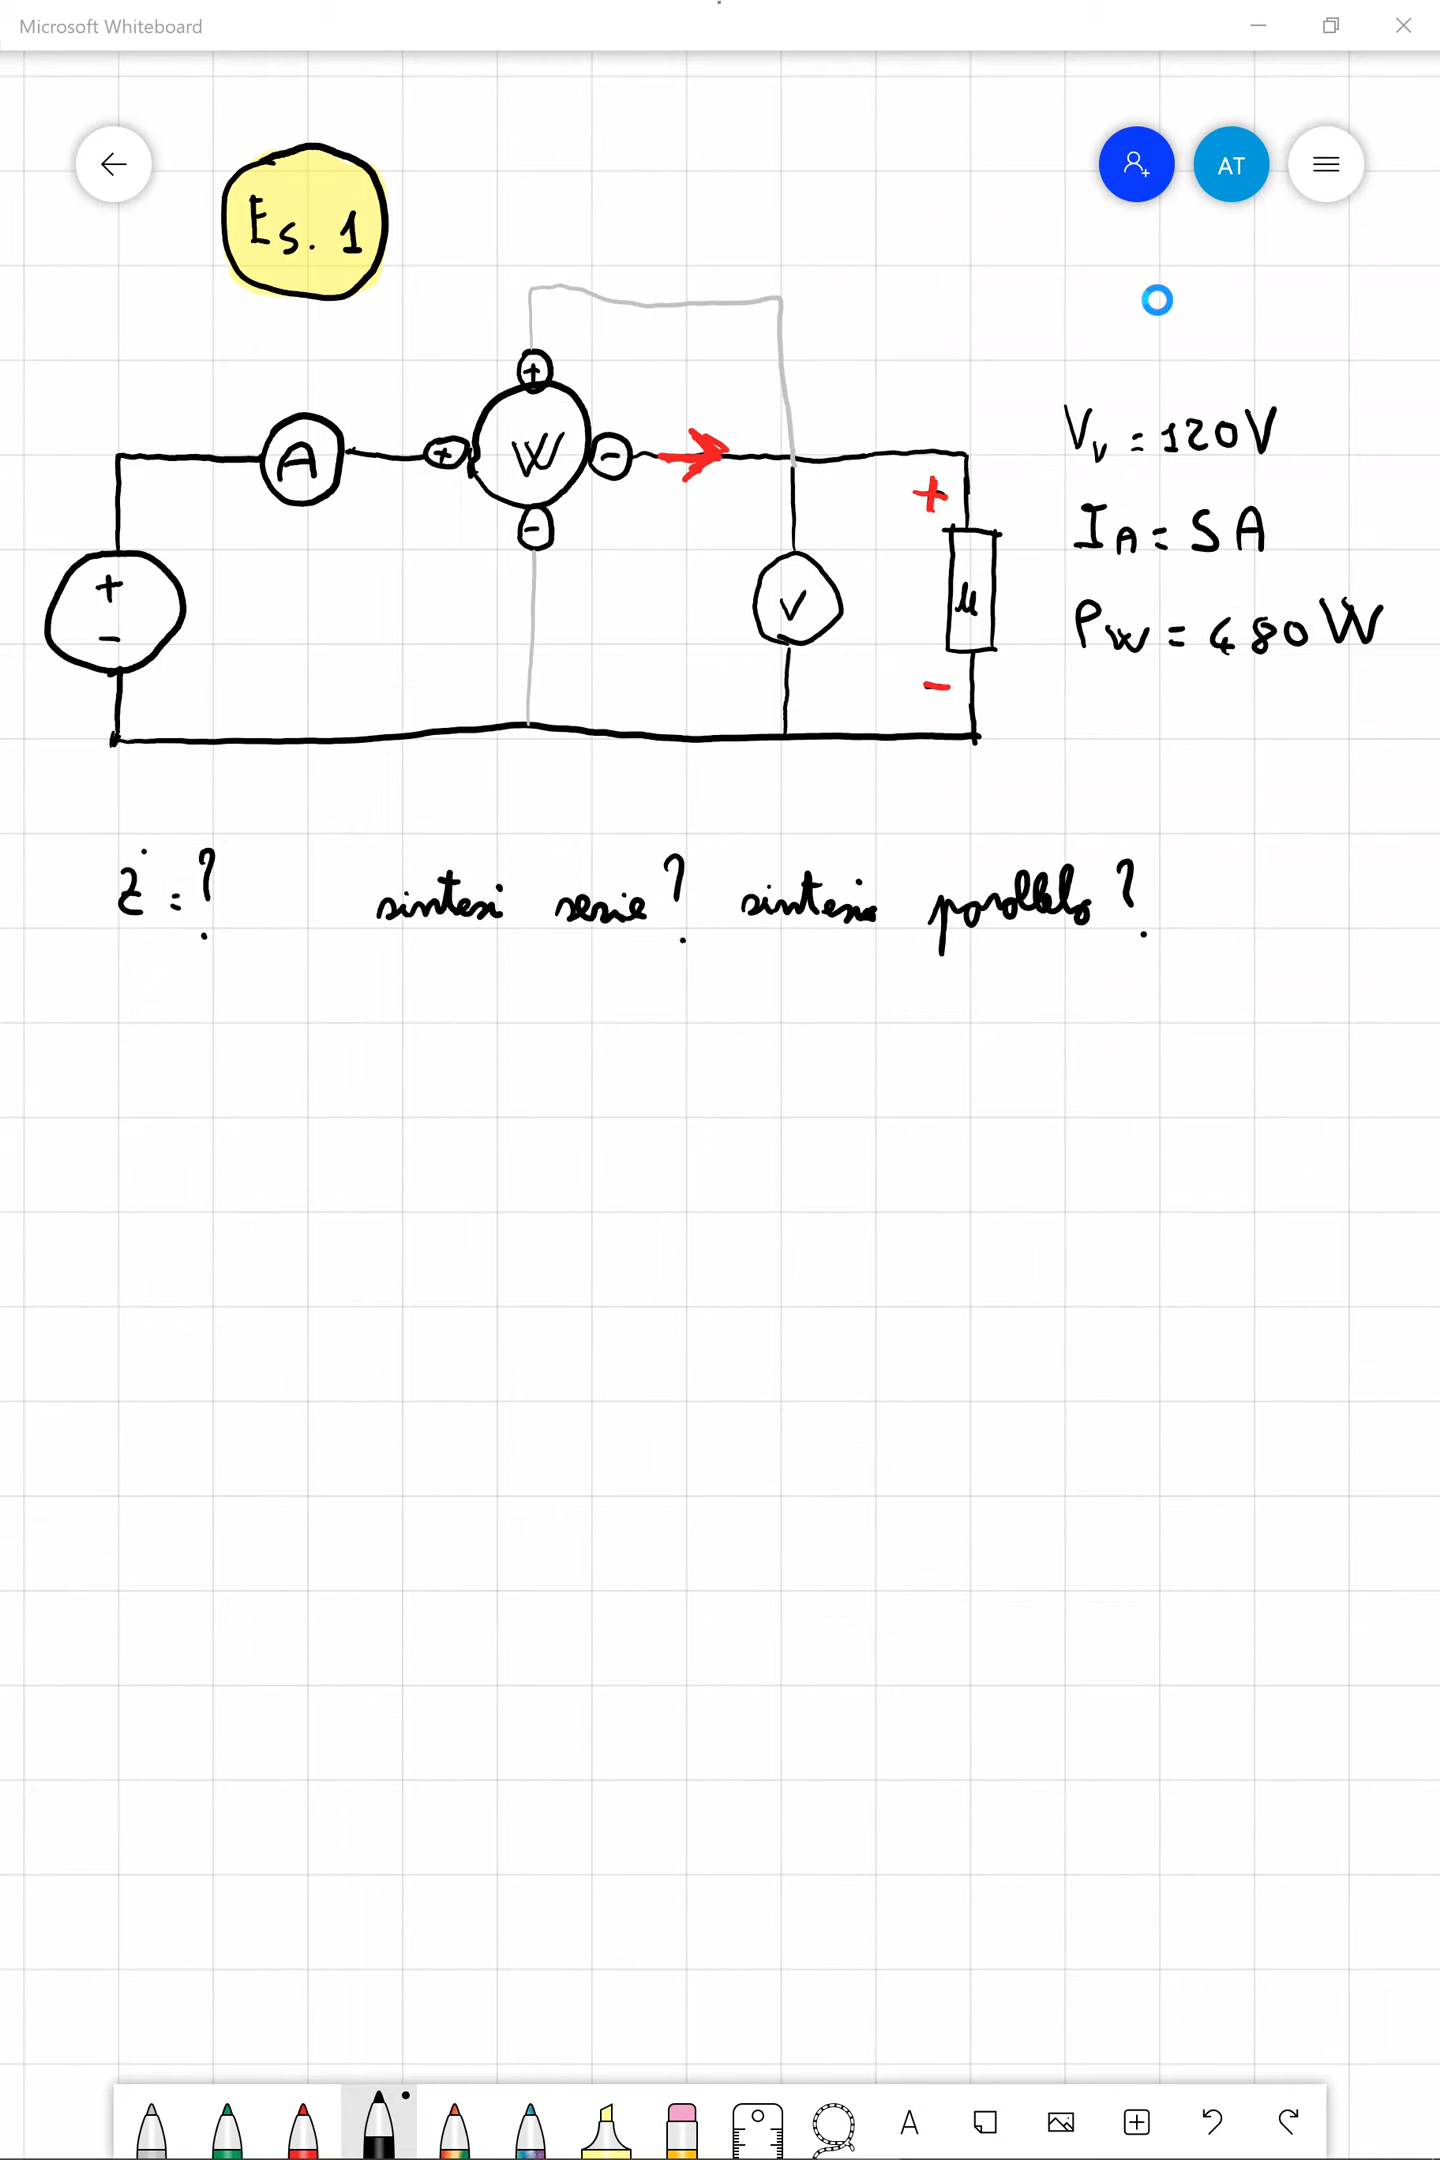 Microsoft Whiteboard
AT
Es. 1
+
A + W -
-
+
-
V
u
+
-
Vv = 120V
IA = 5A
PW = 480W
Ż = ? sintesi serie? sintesi parallelo?
A